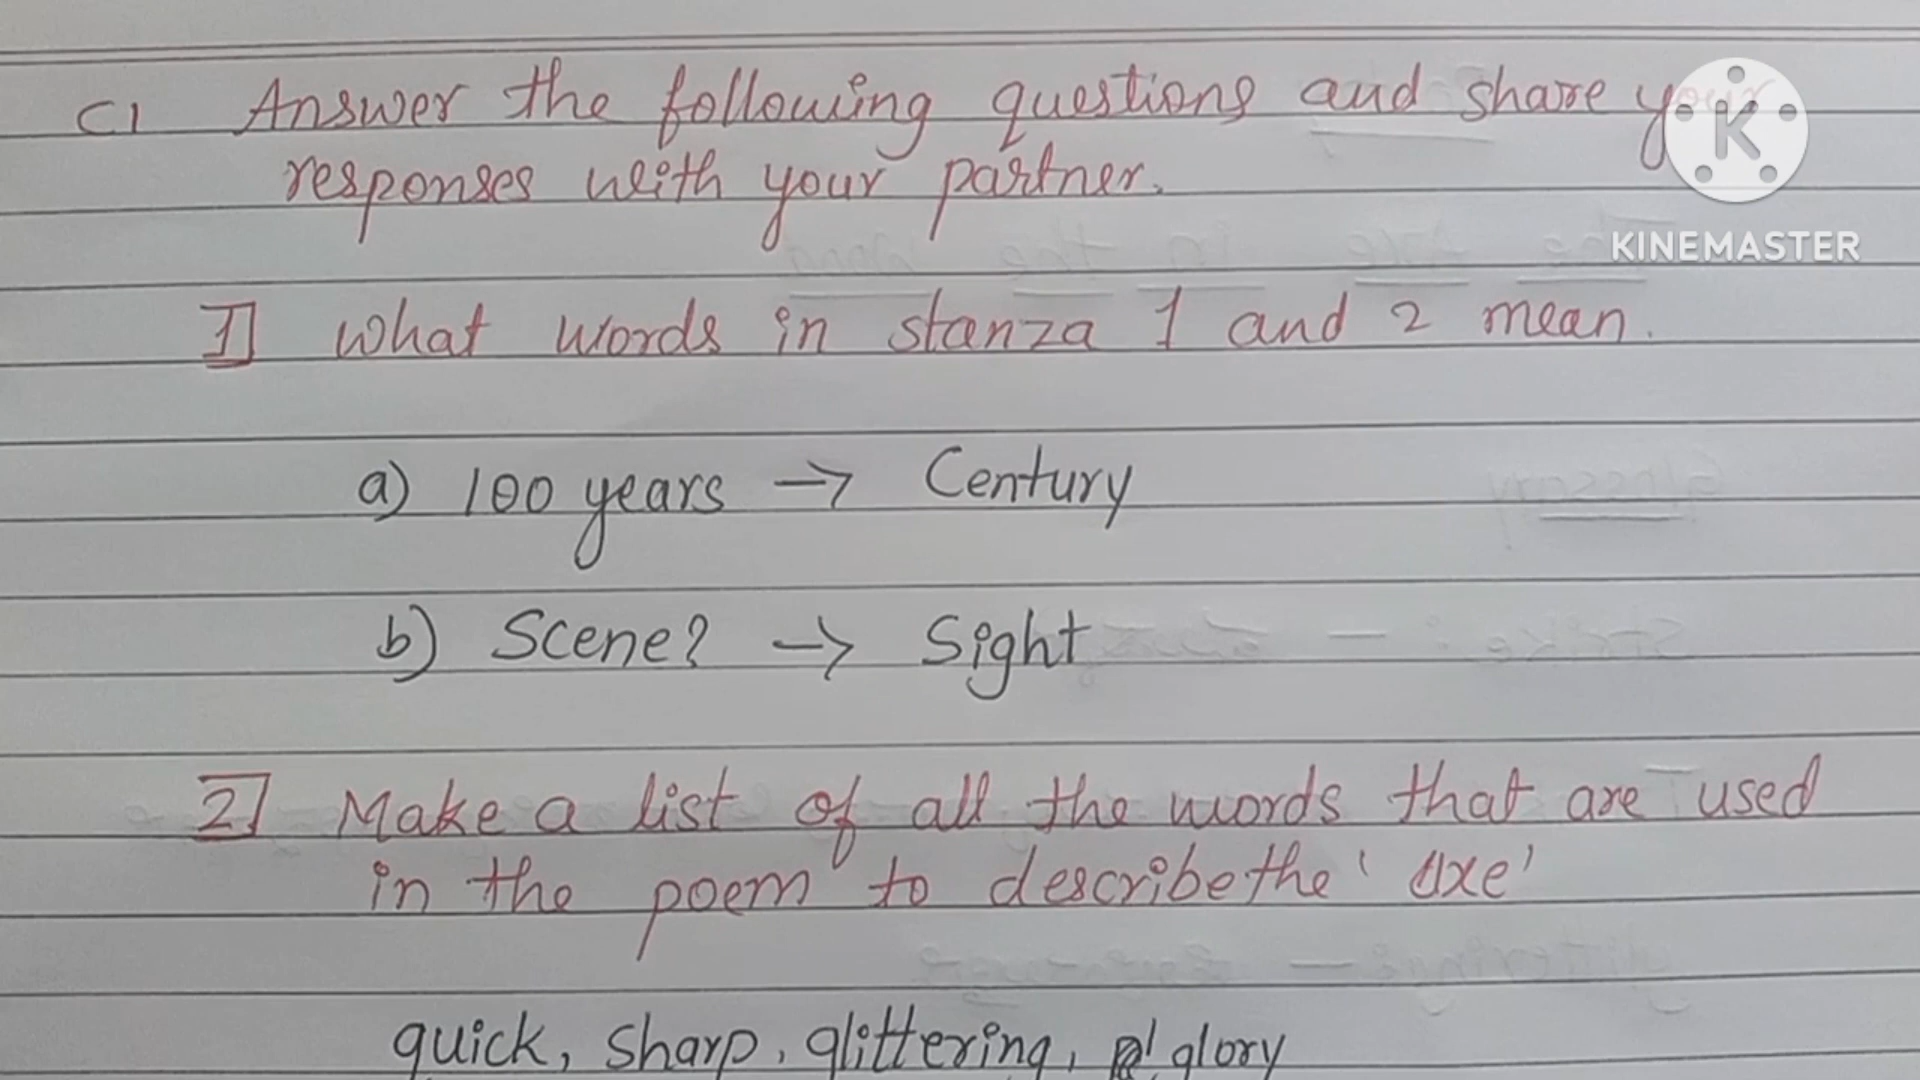 C1 Answer the following questions and share your
responses with your partner.
1] What words in stanza 1 and 2 mean.
a) 100 years → Century
b) Scene? → Sight
2] Make a list of all the words that are used
in the poem to describe the 'axe'
quick, sharp, glittering, glory
K
KINEMASTER